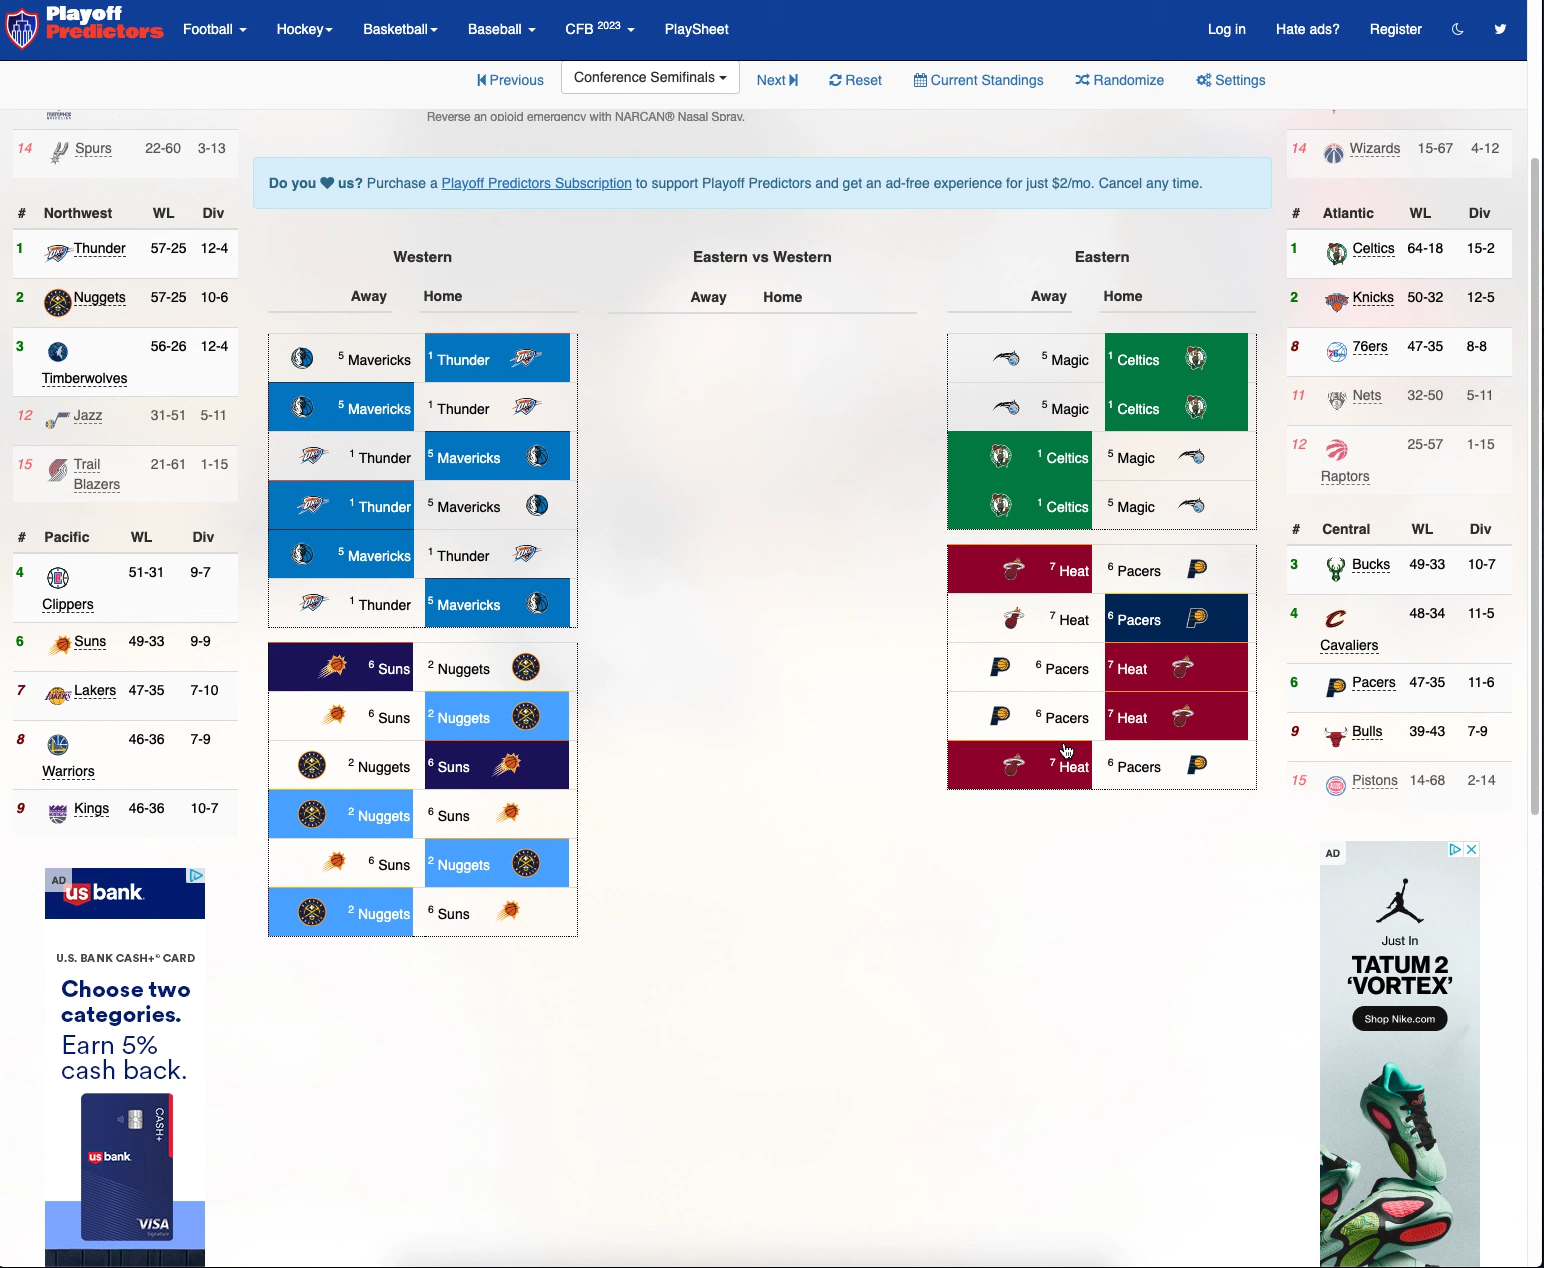 Playoff
Predictors
Football
Hockey
Basketball
Baseball
CFB 2023
PlaySheet
Log in
Hate ads?
Register
Previous
Conference Semifinals
Next
Reset
Current Standings
Randomize
Settings
Reverse an opioid emergency with NARCAN® Nasal Spray.
Do you us? Purchase a Playoff Predictors Subscription to support Playoff Predictors and get an ad-free experience for just $2/mo. Cancel any time.
14 Spurs 22-60 3-13
# Northwest WL Div
1 Thunder 57-25 12-4
2 Nuggets 57-25 10-6
3 Timberwolves 56-26 12-4
12 Jazz 31-51 5-11
15 Trail Blazers 21-61 1-15
# Pacific WL Div
4 Clippers 51-31 9-7
6 Suns 49-33 9-9
7 Lakers 47-35 7-10
8 Warriors 46-36 7-9
9 Kings 46-36 10-7
AD
us bank
U.S. BANK CASH+® CARD
Choose two
categories.
Earn 5%
cash back.
CASH+
us bank
VISA
Signature
Western
Away Home
5 Mavericks 1 Thunder
5 Mavericks 1 Thunder
1 Thunder 5 Mavericks
1 Thunder 5 Mavericks
5 Mavericks 1 Thunder
1 Thunder 5 Mavericks
6 Suns 2 Nuggets
6 Suns 2 Nuggets
2 Nuggets 6 Suns
2 Nuggets 6 Suns
6 Suns 2 Nuggets
2 Nuggets 6 Suns
Eastern vs Western
Away Home
Eastern
Away Home
5 Magic 1 Celtics
5 Magic 1 Celtics
1 Celtics 5 Magic
1 Celtics 5 Magic
7 Heat 6 Pacers
7 Heat 6 Pacers
6 Pacers 7 Heat
6 Pacers 7 Heat
7 Heat 6 Pacers
14 Wizards 15-67 4-12
# Atlantic WL Div
1 Celtics 64-18 15-2
2 Knicks 50-32 12-5
8 76ers 47-35 8-8
11 Nets 32-50 5-11
12 Raptors 25-57 1-15
# Central WL Div
3 Bucks 49-33 10-7
4 Cavaliers 48-34 11-5
6 Pacers 47-35 11-6
9 Bulls 39-43 7-9
15 Pistons 14-68 2-14
AD
Just In
TATUM 2
‘VORTEX’
Shop Nike.com